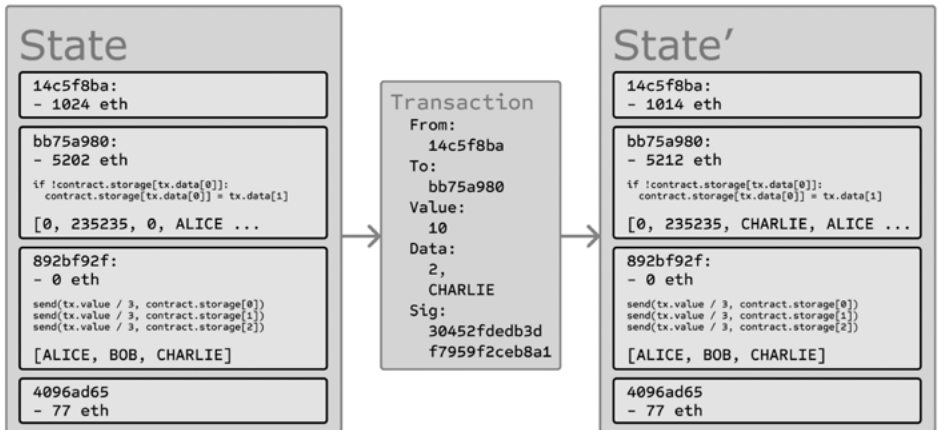 State
14c5f8ba:
- 1024 eth
bb75a980:
- 5202 eth
if !contract.storage[tx.data[0]]:
contract.storage[tx.data[0]] = tx.data[1]
[0, 235235, 0, ALICE ...
892bf92f:
- 0 eth
send(tx.value / 3, contract.storage[0])
send(tx.value / 3, contract.storage[1])
send(tx.value / 3, contract.storage[2])
[ALICE, BOB, CHARLIE]
4096ad65
- 77 eth
Transaction
From:
14c5f8ba
To:
bb75a980
Value:
10
Data:
2,
CHARLIE
Sig:
30452fdedb3d
f7959f2ceb8a1
State′
14c5f8ba:
- 1014 eth
bb75a980:
- 5212 eth
if !contract.storage[tx.data[0]]:
contract.storage[tx.data[0]] = tx.data[1]
[0, 235235, CHARLIE, ALICE ...
892bf92f:
- 0 eth
send(tx.value / 3, contract.storage[0])
send(tx.value / 3, contract.storage[1])
send(tx.value / 3, contract.storage[2])
[ALICE, BOB, CHARLIE]
4096ad65
- 77 eth